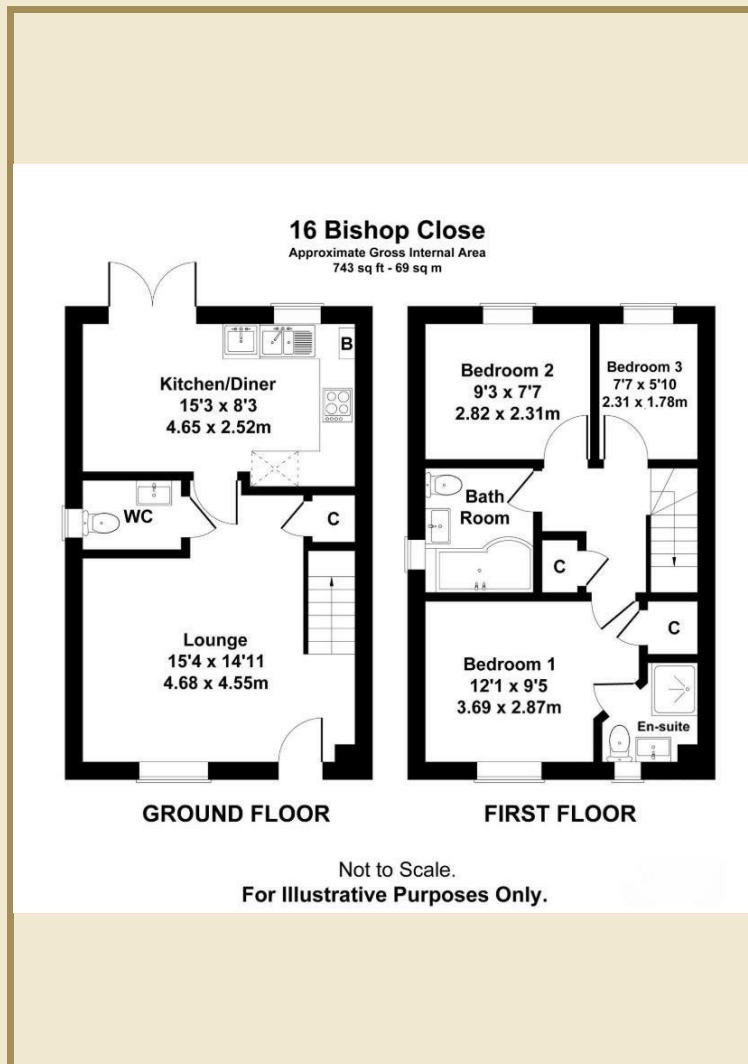 16 Bishop Close
Approximate Gross Internal Area
743 sq ft - 69 sq m
B
Kitchen/Diner
15'3 x 8'3
4.65 x 2.52m
WC
C
Lounge
15'4 x 14'11
4.68 x 4.55m
GROUND FLOOR
Bedroom 2
9'3 x 7'7
2.82 x 2.31m
Bedroom 3
7'7 x 5'10
2.31 x 1.78m
Bath
Room
C
C
Bedroom 1
12'1 x 9'5
3.69 x 2.87m
En-suite
FIRST FLOOR
Not to Scale.
For Illustrative Purposes Only.